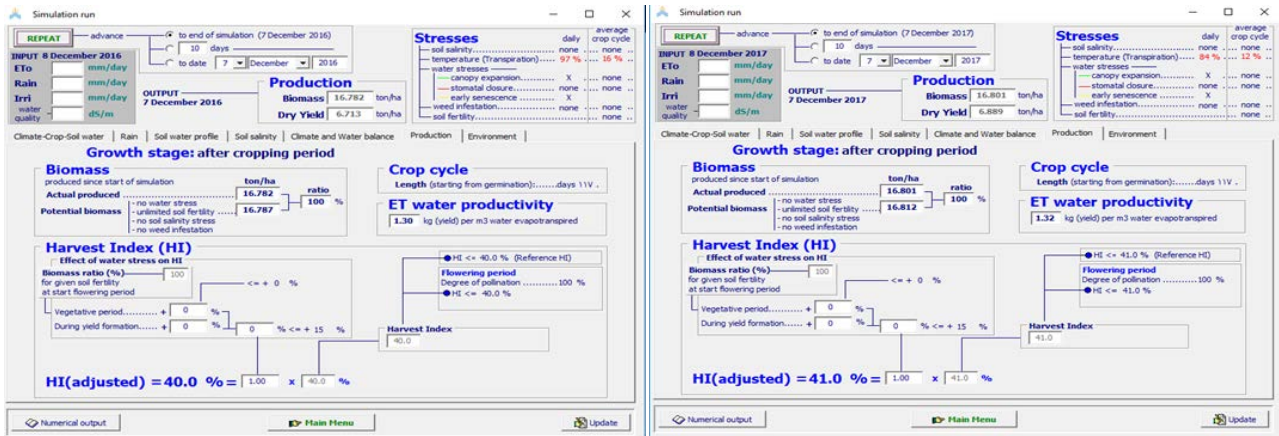 Simulation run
REPEAT
advance
to end of simulation (7 December 2016)
10 days
to date 7 December 2016
INPUT 8 December 2016
ETo mm/day
Rain mm/day
Irri mm/day
water quality dS/m
OUTPUT
7 December 2016
Production
Biomass 16.782 ton/ha
Dry Yield 6.713 ton/ha
Stresses
daily average crop cycle
soil salinity........................ none .... none ..
temperature (Transpiration)... 97 % .... 16 % ...
water stresses
canopy expansion................ X .... none ..
stomatal closure................ none .... none ..
early senescence ................ X .... none ..
weed infestation.................. none .... none ..
soil fertility........................ none ..
Climate-Crop-Soil water | Rain | Soil water profile | Soil salinity | Climate and Water balance | Production | Environment
Growth stage: after cropping period
Biomass
produced since start of simulation ton/ha
Actual produced ........................ 16.782
ratio
100 %
Potential biomass
- no water stress
- unlimited soil fertility ..... 16.787
- no soil salinity stress
- no weed infestation
Crop cycle
Length (starting from germination):.......days ١١٧ .
ET water productivity
1.30 kg (yield) per m3 water evapotranspired
Harvest Index (HI)
Effect of water stress on HI
Biomass ratio (%) 100
for given soil fertility
at start flowering period
<= + 0 %
Vegetative period........... + 0 %
During yield formation...... + 0 %
0 % <= + 15 %
HI <= 40.0 % (Reference HI)
Flowering period
Degree of pollination ...........100 %
HI <= 40.0 %
Harvest Index
40.0
HI(adjusted) =40.0 %= 1.00 x 40.0 %
Numerical output
Main Menu
Update
Simulation run
REPEAT
advance
to end of simulation (7 December 2017)
10 days
to date 7 December 2017
INPUT 8 December 2017
ETo mm/day
Rain mm/day
Irri mm/day
water quality dS/m
OUTPUT
7 December 2017
Production
Biomass 16.801 ton/ha
Dry Yield 6.889 ton/ha
Stresses
daily average crop cycle
soil salinity........................ none .... none ..
temperature (Transpiration)... 84 % .... 12 % ...
water stresses
canopy expansion................ X .... none ..
stomatal closure................ none .... none ..
early senescence ................ X .... none ..
weed infestation.................. none .... none ..
soil fertility........................ none ..
Climate-Crop-Soil water | Rain | Soil water profile | Soil salinity | Climate and Water balance | Production | Environment
Growth stage: after cropping period
Biomass
produced since start of simulation ton/ha
Actual produced ........................ 16.801
ratio
100 %
Potential biomass
- no water stress
- unlimited soil fertility ..... 16.812
- no soil salinity stress
- no weed infestation
Crop cycle
Length (starting from germination):.......days ١١٧ .
ET water productivity
1.32 kg (yield) per m3 water evapotranspired
Harvest Index (HI)
Effect of water stress on HI
Biomass ratio (%) 100
for given soil fertility
at start flowering period
<= + 0 %
Vegetative period........... + 0 %
During yield formation...... + 0 %
0 % <= + 15 %
HI <= 41.0 % (Reference HI)
Flowering period
Degree of pollination ...........100 %
HI <= 41.0 %
Harvest Index
41.0
HI(adjusted) =41.0 %= 1.00 x 41.0 %
Numerical output
Main Menu
Update